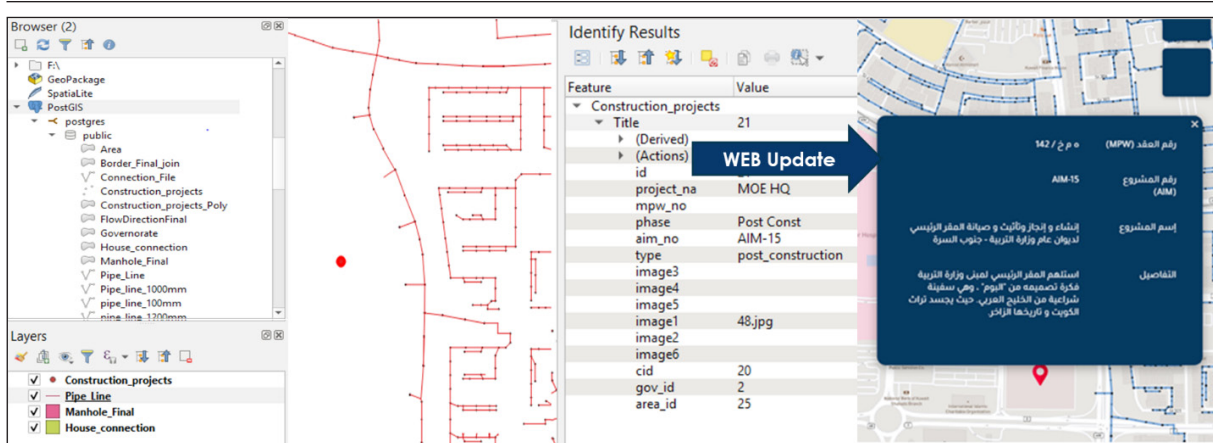 Browser (2)
F:\
GeoPackage
SpatiaLite
PostGIS
postgres
public
Area
Border_Final_join
Connection_File
Construction_projects
Construction_projects_Poly
FlowDirectionFinal
Governorate
House_connection
Manhole_Final
Pipe_Line
Pipe_line_1000mm
pipe_line_100mm
pipe_line_1200mm
Layers
Construction_projects
Pipe_Line
Manhole_Final
House_connection
Identify Results
Feature Value
Construction_projects
Title 21
(Derived)
(Actions)
id
project_na MOE HQ
mpw_no
phase Post Const
aim_no AIM-15
type post_construction
image3
image4
image5
image1 48.jpg
image2
image6
cid 20
gov_id 2
area_id 25
WEB Update
رقم العقد (MPW) ه م خ / 142
رقم المشروع (AIM) AIM-15
إسم المشروع إنشاء و إنجاز وتأثيث و صيانة المقر الرئيسي
لديوان عام وزارة التربية - جنوب السرة
التفاصيل استلهم المقر الرئيسي لمبنى وزارة التربية
فكرة تصميمه من "البوم" ، وهي سفينة
شراعية من الخليج العربي. حيث يجسد تراث
الكويت و تاريخها الزاخر.